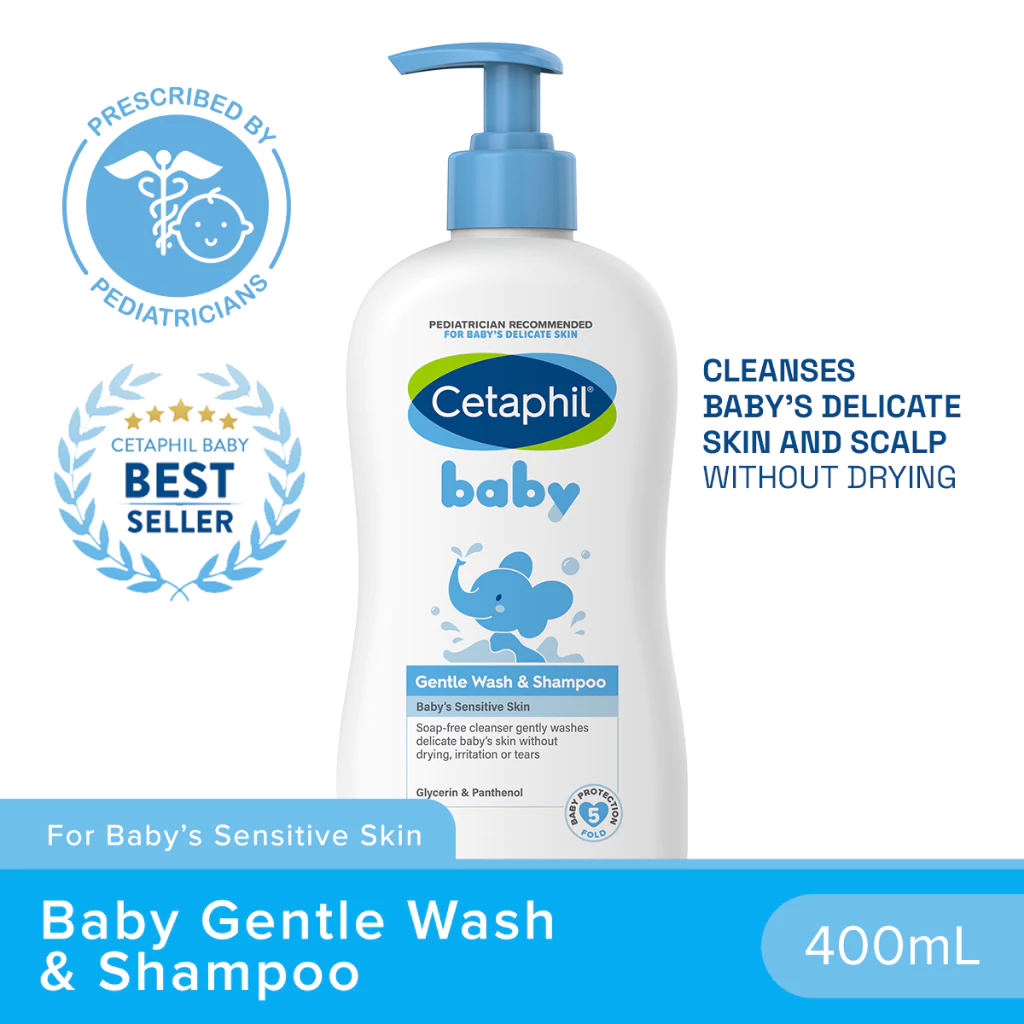 PRESCRIBED BY
PEDIATRICIANS
CETAPHIL BABY
BEST
SELLER
PEDIATRICIAN RECOMMENDED
FOR BABY'S DELICATE SKIN
Cetaphil®
baby
Gentle Wash & Shampoo
Baby's Sensitive Skin
Soap-free cleanser gently washes
delicate baby's skin without
drying, irritation or tears
Glycerin & Panthenol
BABY PROTECTION
5
FOLD
CLEANSES
BABY'S DELICATE
SKIN AND SCALP
WITHOUT DRYING
For Baby's Sensitive Skin
Baby Gentle Wash
& Shampoo
400mL